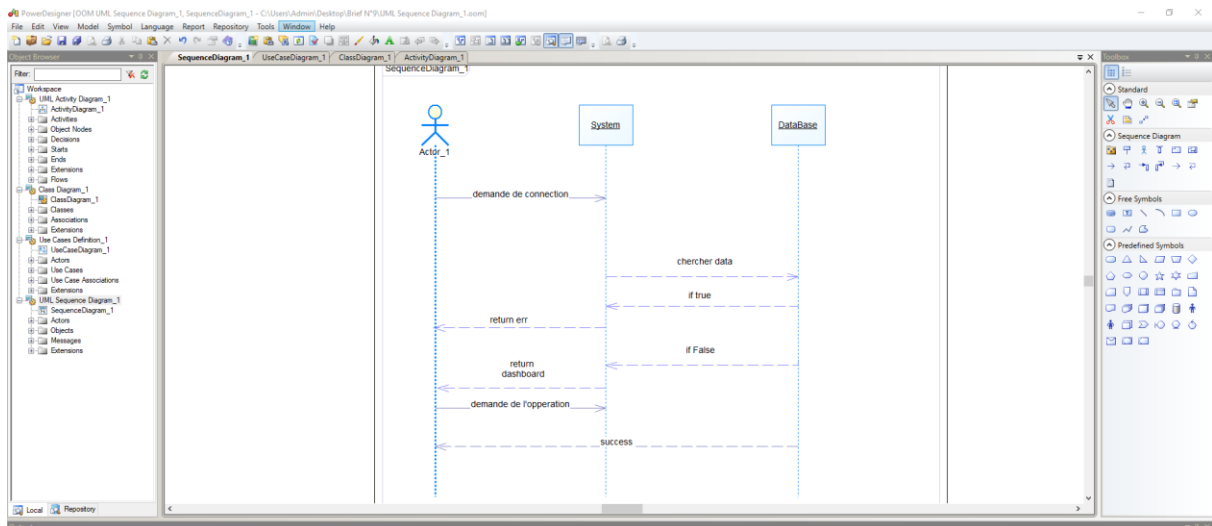 PowerDesigner [OOM UML Sequence Diagram_1, SequenceDiagram_1 - C:\Users\Admin\Desktop\Brief N°9\UML Sequence Diagram_1.oom]
File Edit View Model Symbol Language Report Repository Tools Window Help
Object Browser
SequenceDiagram_1 UseCaseDiagram_1 ClassDiagram_1 ActivityDiagram_1
Toolbox
Filter:
Workspace
UML Activity Diagram_1
ActivityDiagram_1
Activities
Object Nodes
Decisions
Starts
Ends
Extensions
Flows
Class Diagram_1
ClassDiagram_1
Classes
Associations
Extensions
Use Cases Definition_1
UseCaseDiagram_1
Actors
Use Cases
Use Case Associations
Extensions
UML Sequence Diagram_1
SequenceDiagram_1
Actors
Objects
Messages
Extensions
Local Repository
SequenceDiagram_1
Actor_1
System
DataBase
demande de connection
chercher data
if true
return err
if False
return
dashboard
demande de l'opperation
success
Standard
Sequence Diagram
Free Symbols
Predefined Symbols